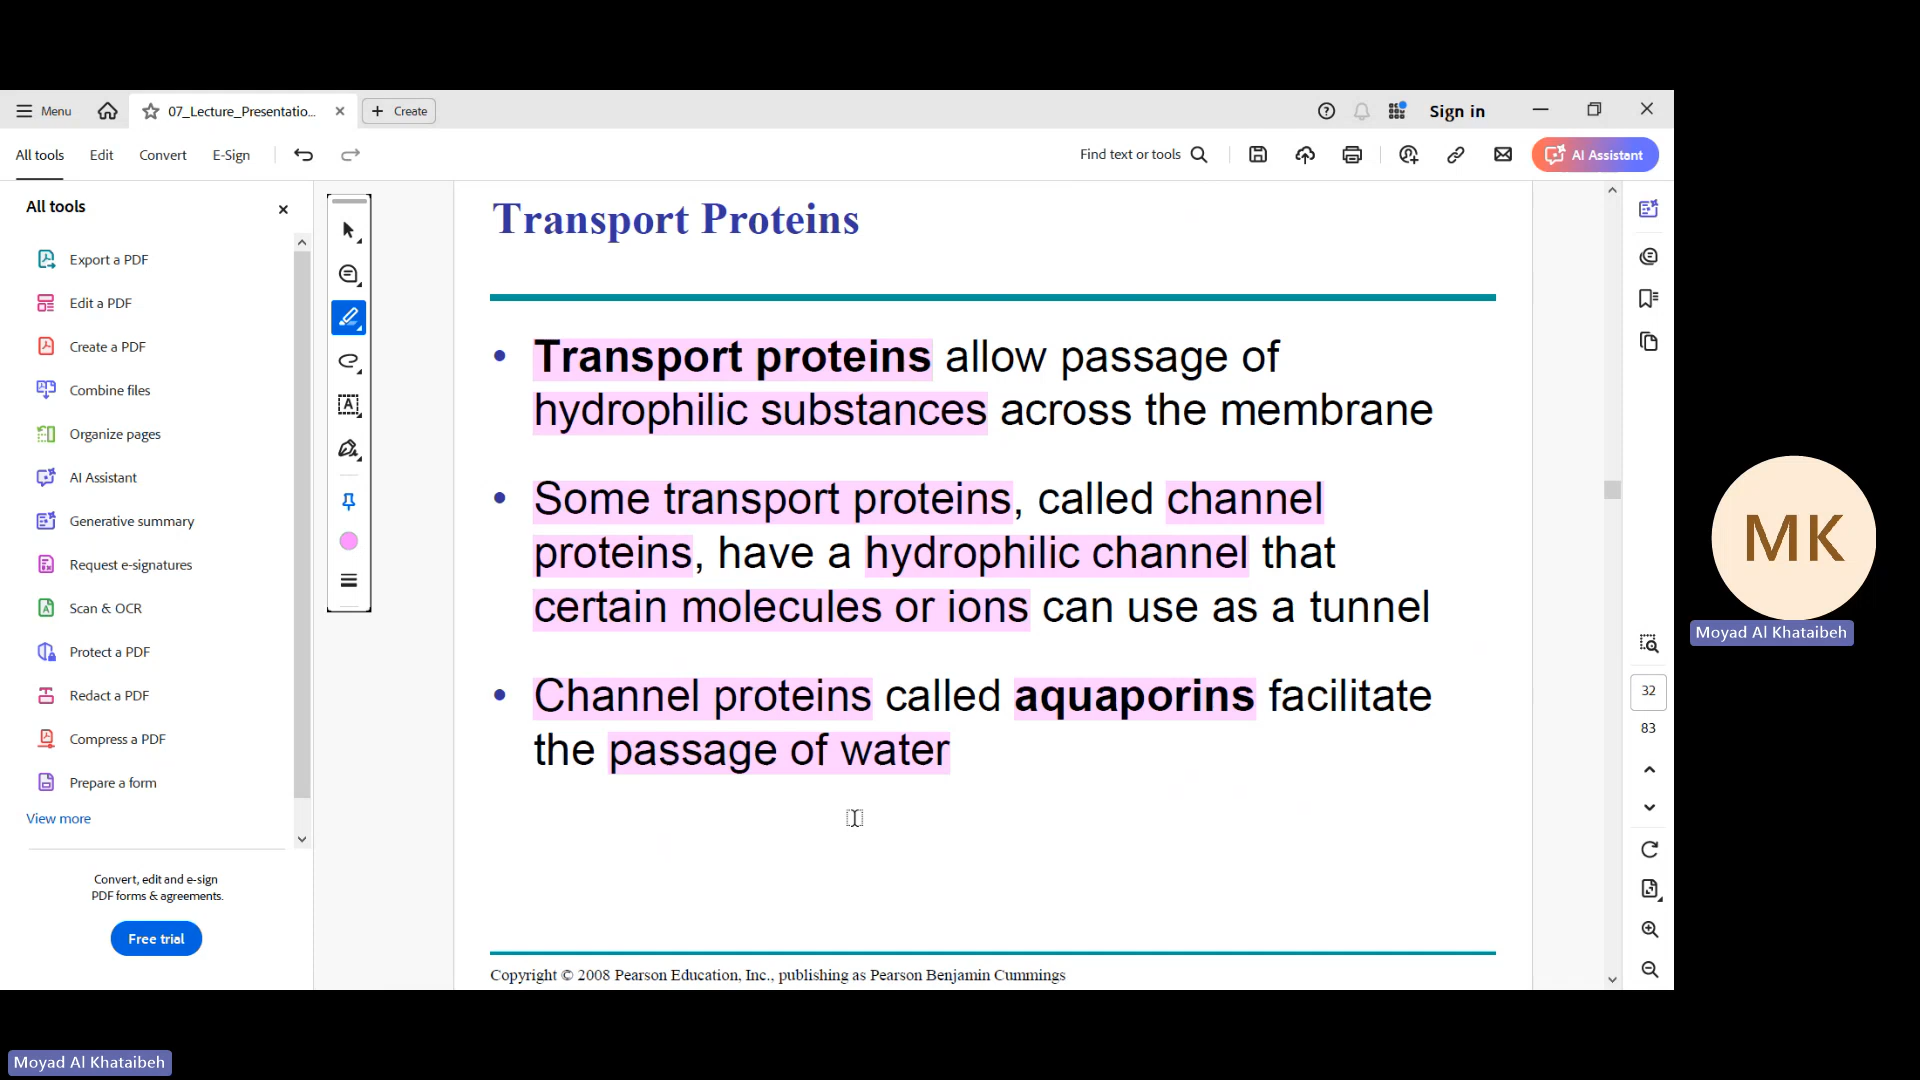 Menu
07_Lecture_Presentatio...
Create
Sign in
All tools
Edit
Convert
E-Sign
Find text or tools
AI Assistant
All tools
Export a PDF
Edit a PDF
Create a PDF
Combine files
Organize pages
AI Assistant
Generative summary
Request e-signatures
Scan & OCR
Protect a PDF
Redact a PDF
Compress a PDF
Prepare a form
View more
Convert, edit and e-sign
PDF forms & agreements.
Free trial
Transport Proteins
• Transport proteins allow passage of
hydrophilic substances across the membrane
• Some transport proteins, called channel
proteins, have a hydrophilic channel that
certain molecules or ions can use as a tunnel
• Channel proteins called aquaporins facilitate
the passage of water
Copyright © 2008 Pearson Education, Inc., publishing as Pearson Benjamin Cummings
32
83
MK
Moyad Al Khataibeh
Moyad Al Khataibeh